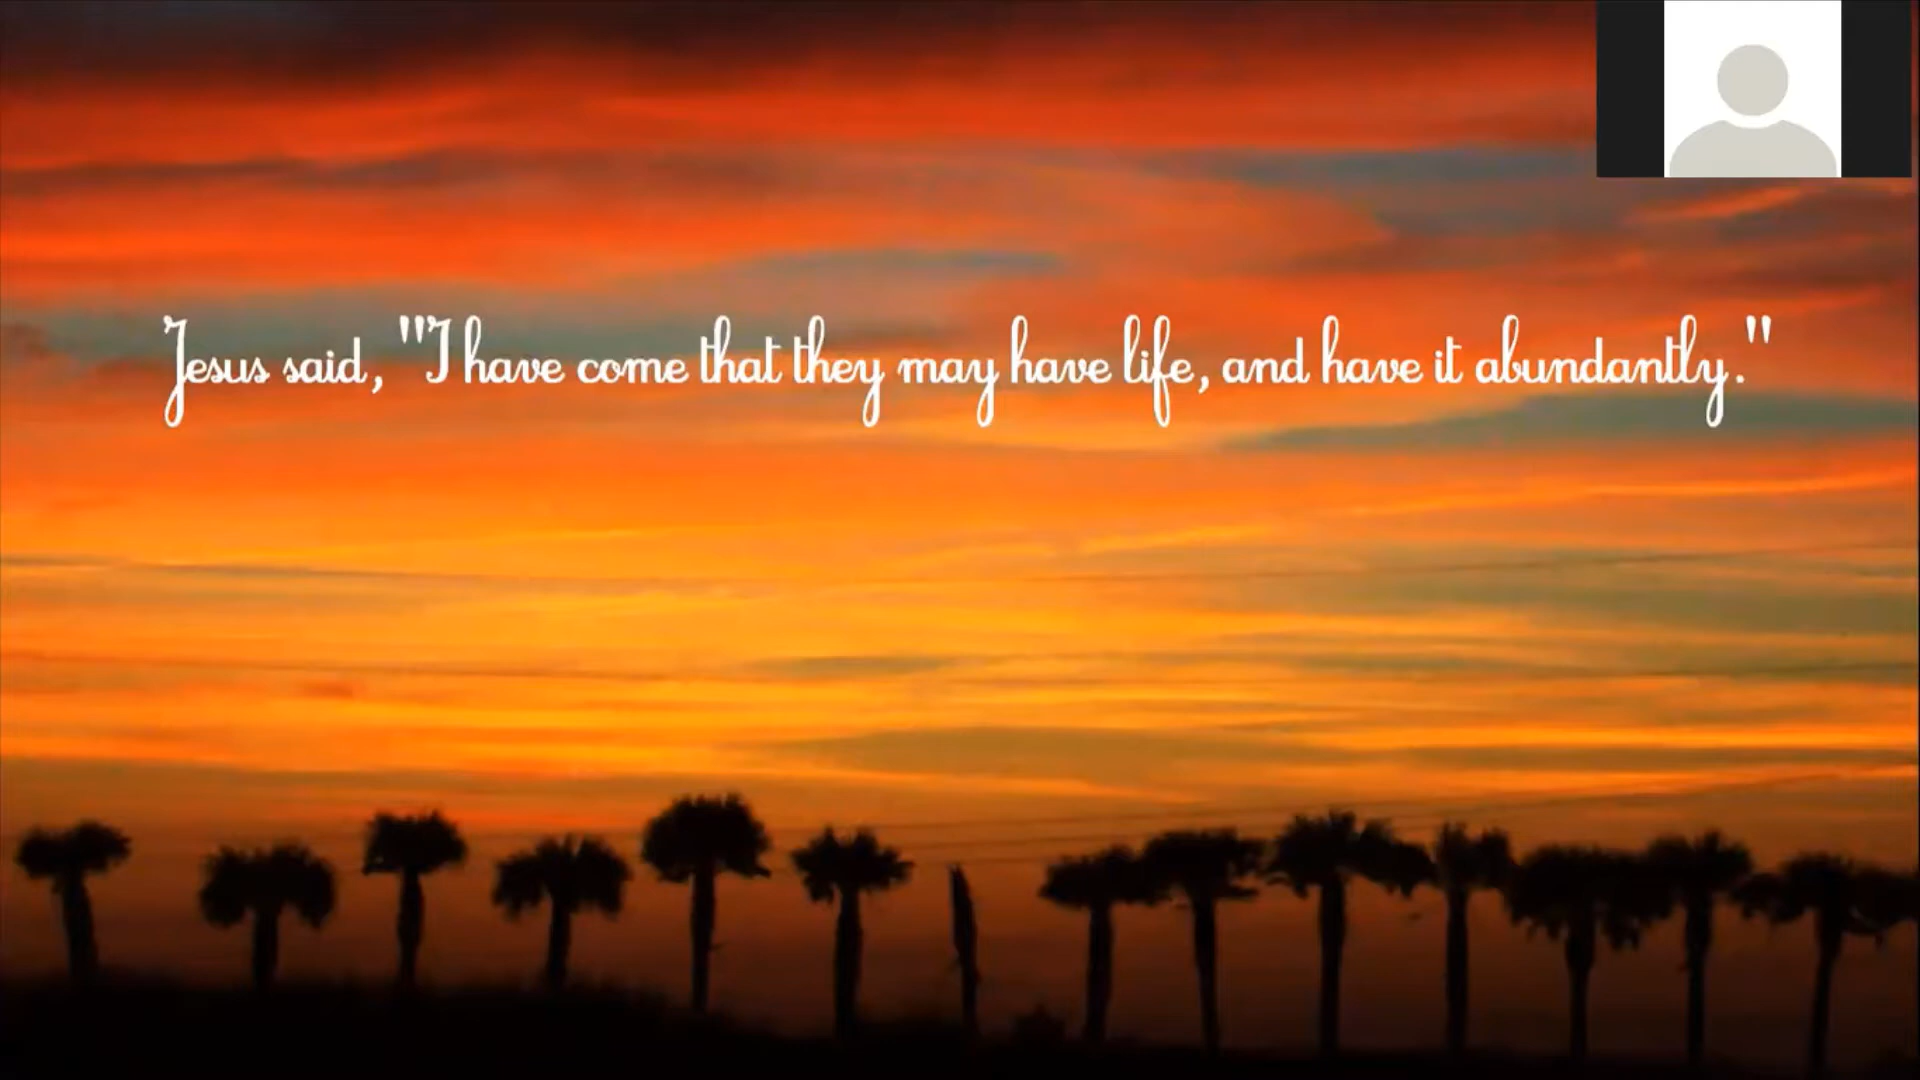 Jesus said, "I have come that they may have life, and have it abundantly."